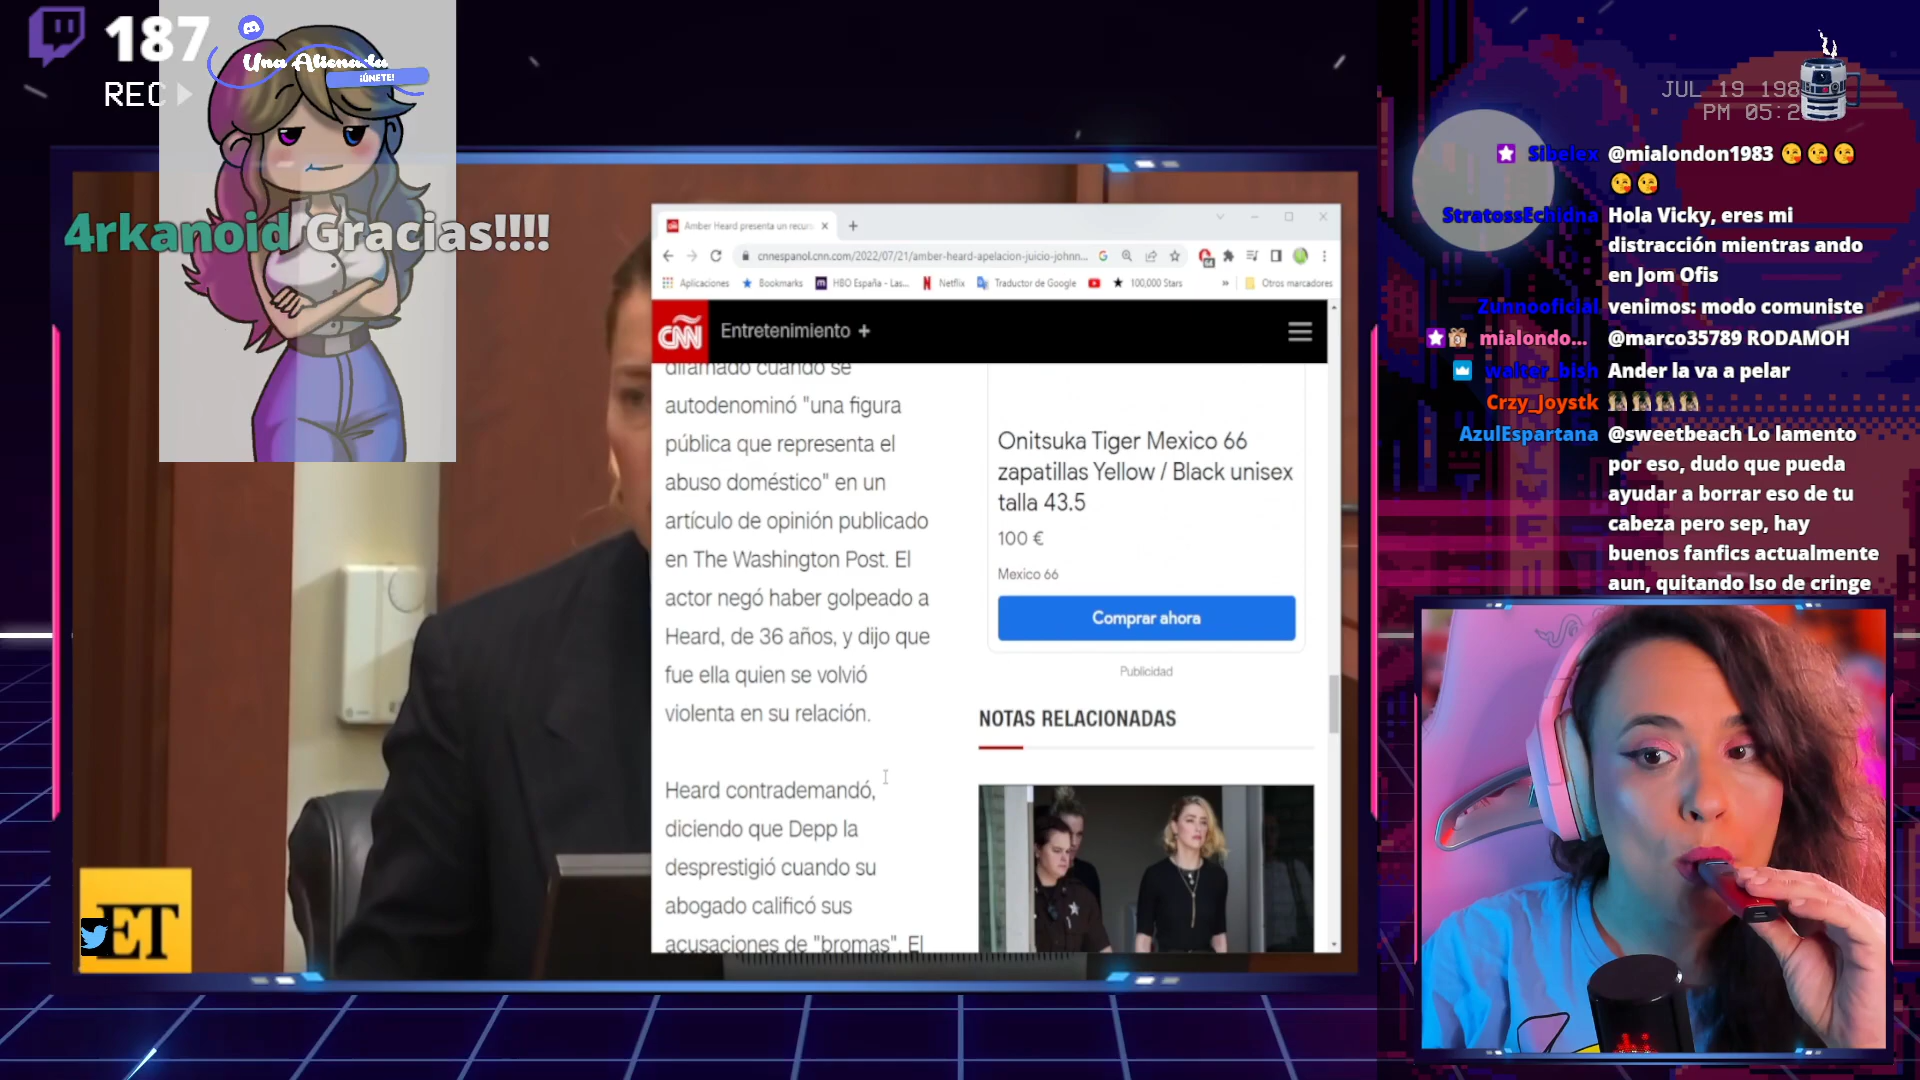 187
REC
Una Alienada
¡ÚNETE!
4rkanoid Gracias!!!!
JUL 19 198
PM 05:2
Amber Heard presenta un recurs
cnnespanol.cnn.com/2022/07/21/amber-heard-apelacion-juicio-johnn...
Aplicaciones
Bookmarks
HBO España - Las...
Netflix
Traductor de Google
100,000 Stars
»
Otros marcadores
CNÑ
Entretenimiento +
difamado cuando se
autodenominó "una figura
pública que representa el
abuso doméstico" en un
artículo de opinión publicado
en The Washington Post. El
actor negó haber golpeado a
Heard, de 36 años, y dijo que
fue ella quien se volvió
violenta en su relación.
Heard contrademandó,
diciendo que Depp la
desprestigió cuando su
abogado calificó sus
acusaciones de "bromas". El
Onitsuka Tiger Mexico 66
zapatillas Yellow / Black unisex
talla 43.5
100 €
Mexico 66
Comprar ahora
Publicidad
NOTAS RELACIONADAS
ET
Sibelex @mialondon1983
StratossEchidna Hola Vicky, eres mi
distracción mientras ando
en Jom Ofis
Zunnooficial venimos: modo comuniste
mialondo... @marco35789 RODAMOH
walter_bish Ander la va a pelar
Crzy_Joystk
AzulEspartana @sweetbeach Lo lamento
por eso, dudo que pueda
ayudar a borrar eso de tu
cabeza pero sep, hay
buenos fanfics actualmente
aun, quitando lso de cringe